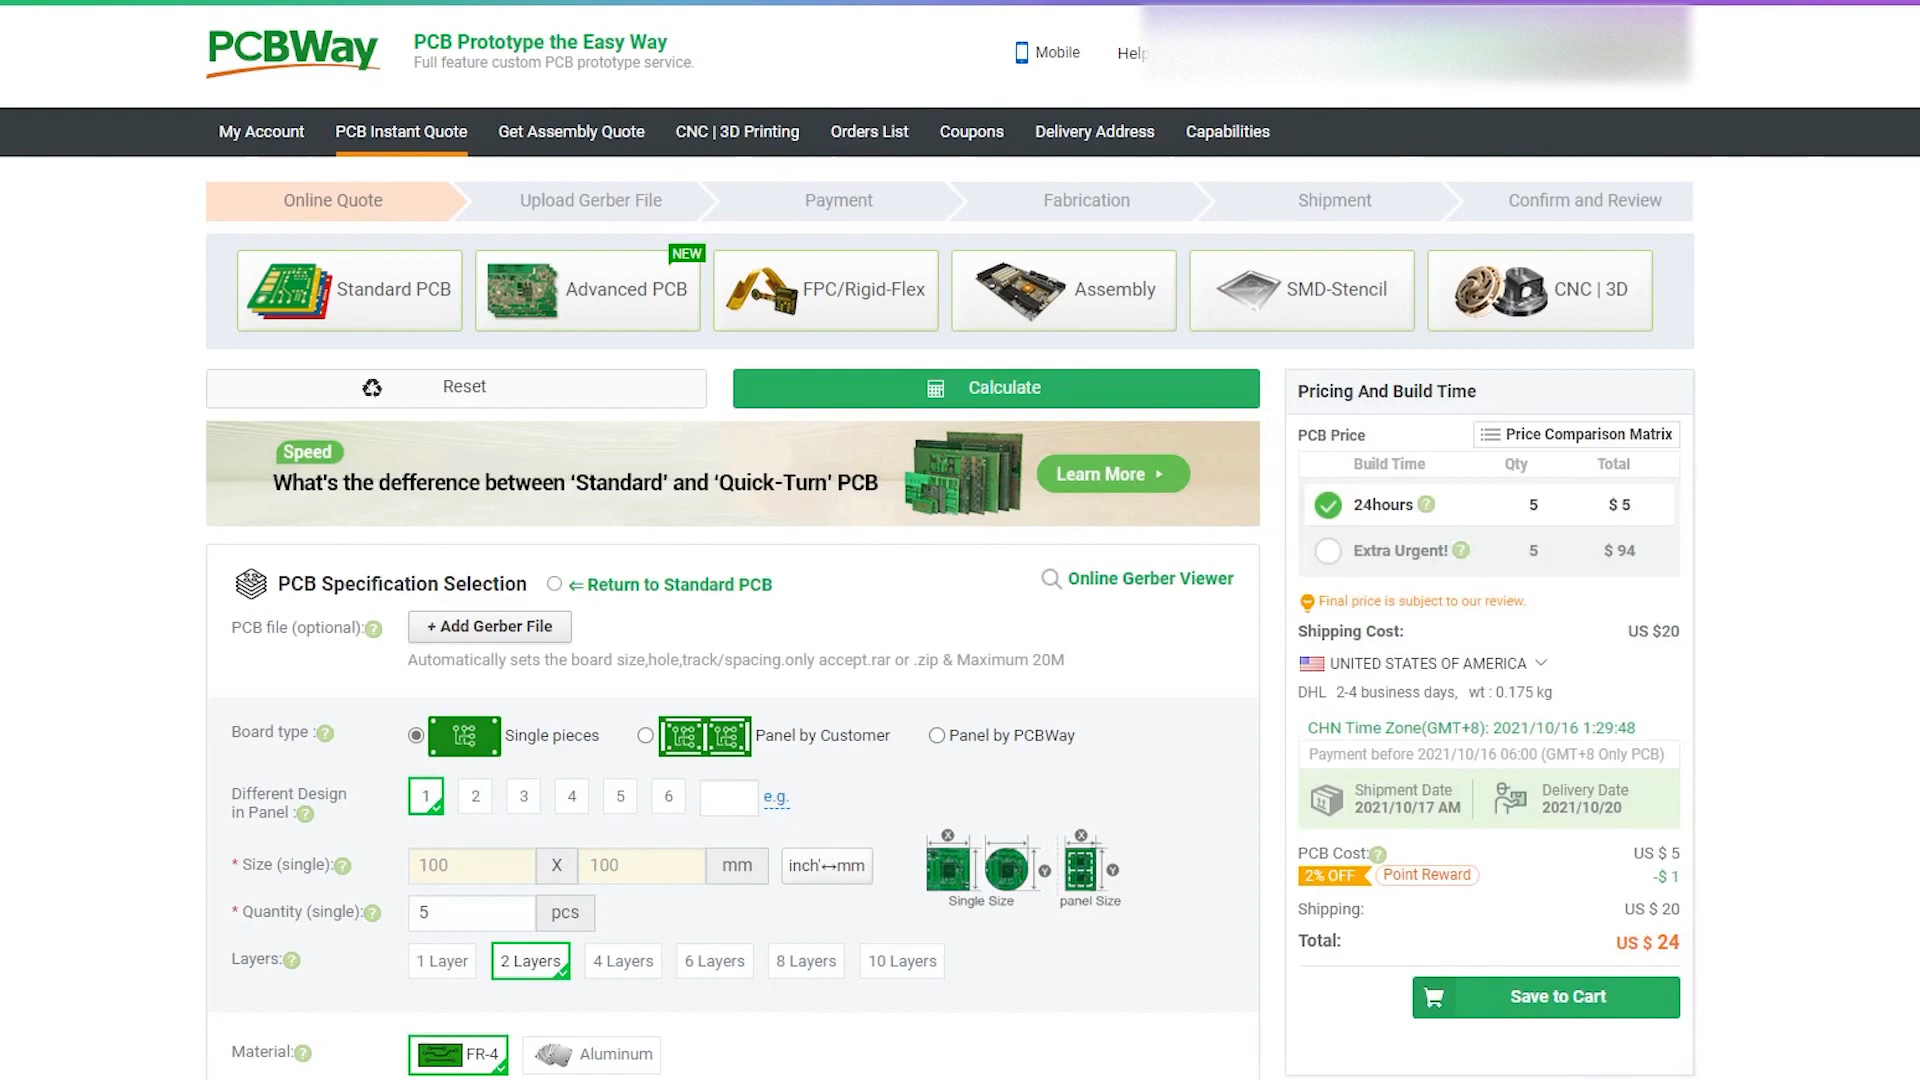 PCBWay
PCB Prototype the Easy Way
Full feature custom PCB prototype service.
Mobile
Help
My Account
PCB Instant Quote
Get Assembly Quote
CNC | 3D Printing
Orders List
Coupons
Delivery Address
Capabilities
Online Quote
Upload Gerber File
Payment
Fabrication
Shipment
Confirm and Review
Standard PCB
NEW
Advanced PCB
FPC/Rigid-Flex
Assembly
SMD-Stencil
CNC | 3D
Reset
Calculate
Speed
What's the defference between ‘Standard’ and ‘Quick-Turn’ PCB
Learn More
PCB Specification Selection
⇐ Return to Standard PCB
Online Gerber Viewer
PCB file (optional):?
+ Add Gerber File
Automatically sets the board size,hole,track/spacing.only accept.rar or .zip & Maximum 20M
Board type :?
Single pieces
Panel by Customer
Panel by PCBWay
Different Design
in Panel :?
1
2
3
4
5
6
e.g.
* Size (single):?
100
X
100
mm
inch'↔mm
X
Y
Single Size
X
Y
panel Size
* Quantity (single):?
5
pcs
Layers:?
1 Layer
2 Layers
4 Layers
6 Layers
8 Layers
10 Layers
Material:?
FR-4
Aluminum
Pricing And Build Time
PCB Price
Price Comparison Matrix
Build Time Qty Total
24hours ? 5 $ 5
Extra Urgent! ? 5 $ 94
Final price is subject to our review.
Shipping Cost: US $20
UNITED STATES OF AMERICA
DHL 2-4 business days, wt : 0.175 kg
CHN Time Zone(GMT+8): 2021/10/16 1:29:48
Payment before 2021/10/16 06:00 (GMT+8 Only PCB)
Shipment Date
2021/10/17 AM
Delivery Date
2021/10/20
PCB Cost:? US $ 5
2% OFF Point Reward -$ 1
Shipping: US $ 20
Total: US $ 24
Save to Cart